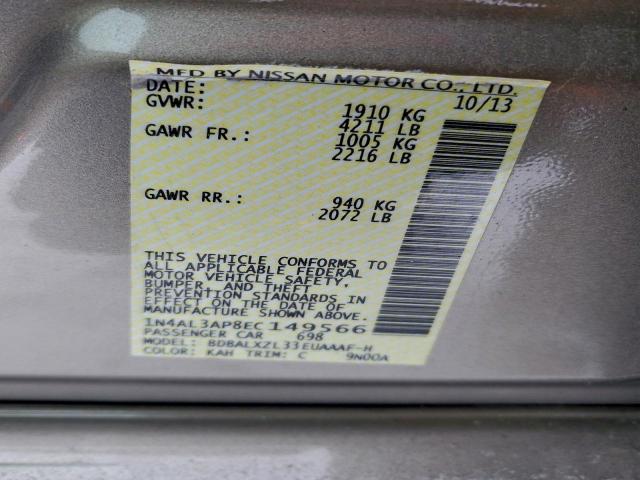 MFD BY NISSAN MOTOR CO., LTD.
DATE: 10/13
GVWR: 1910 KG
4211 LB
GAWR FR.: 1005 KG
2216 LB
GAWR RR.: 940 KG
2072 LB
THIS VEHICLE CONFORMS TO
ALL APPLICABLE FEDERAL
MOTOR VEHICLE SAFETY,
BUMPER, AND THEFT
PREVENTION STANDARDS
IN EFFECT ON THE DATE OF
MANUFACTURE SHOWN ABOVE.
1N4AL3AP8EC149566
PASSENGER CAR 698
MODEL: BDBALXZL33EUAAAF-H
COLOR: KAH TRIM: C 9N00A